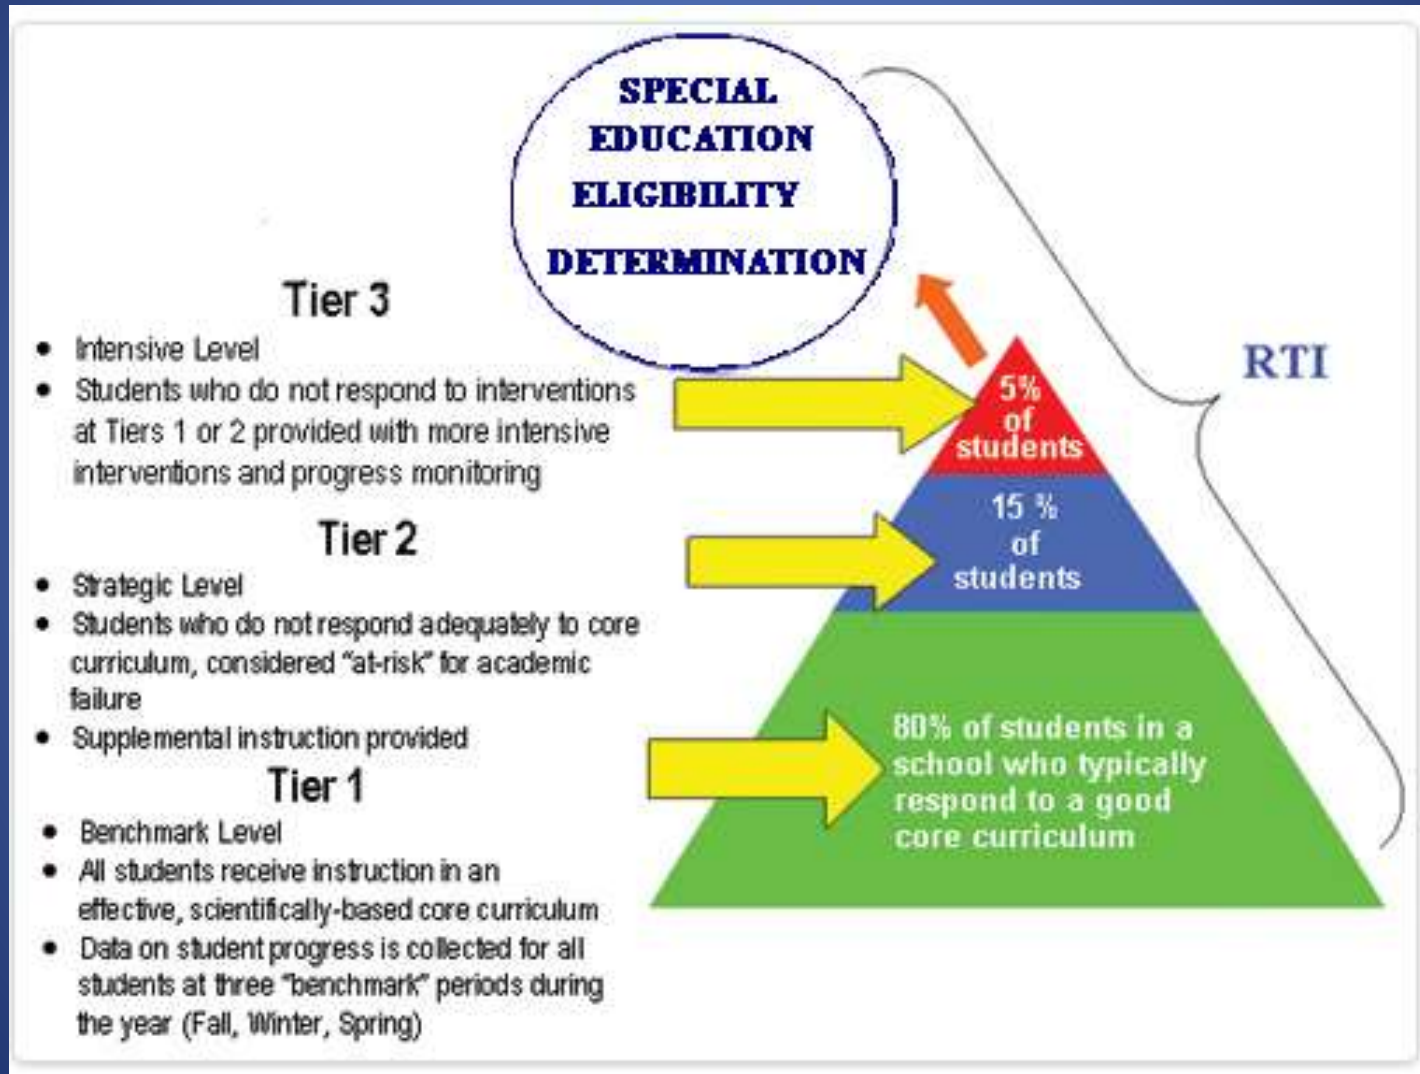 SPECIAL
EDUCATION
ELIGIBILITY
DETERMINATION
Tier 3
• Intensive Level
• Students who do not respond to interventions
at Tiers 1 or 2 provided with more intensive
interventions and progress monitoring
Tier 2
• Strategic Level
• Students who do not respond adequately to core
curriculum, considered "at-risk" for academic
failure
• Supplemental instruction provided
Tier 1
• Benchmark Level
• All students receive instruction in an
effective, scientifically-based core curriculum
• Data on student progress is collected for all
students at three "benchmark" periods during
the year (Fall, Winter, Spring)
5%
of
students
15 %
of
students
80% of students in a
school who typically
respond to a good
core curriculum
RTI